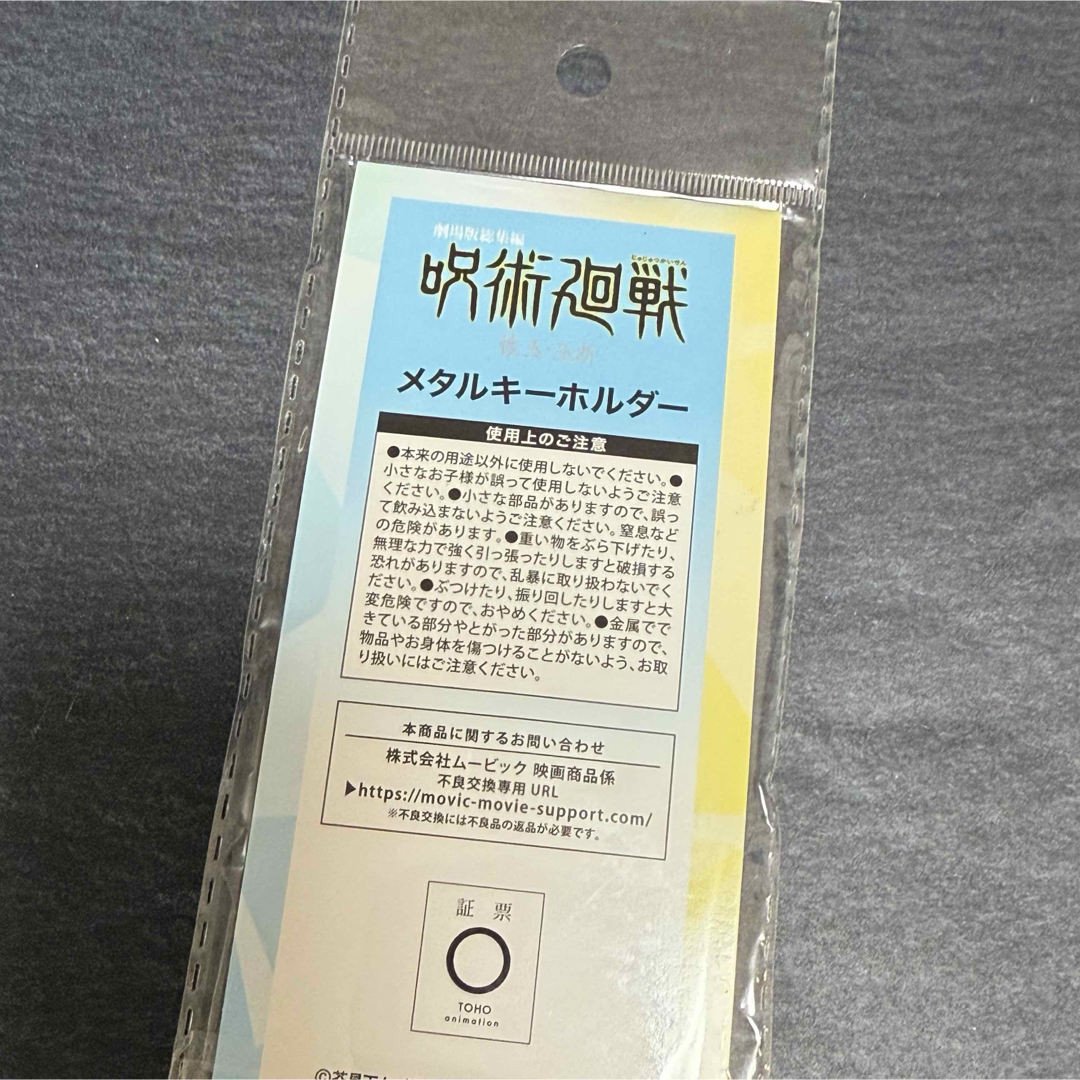 劇場版総集編
じゅじゅつかいせん
呪術廻戦
懐玉・玉折
メタルキーホルダー
使用上のご注意
●本来の用途以外に使用しないでください。●
小さなお子様が誤って使用しないようご注意
ください。●小さな部品がありますので、誤っ
て飲み込まないようご注意ください。窒息など
の危険があります。●重い物をぶら下げたり、
無理な力で強く引っ張ったりしますと破損する
恐れがありますので、乱暴に取り扱わないでく
ださい。●ぶつけたり、振り回したりしますと大
変危険ですので、おやめください。●金属でで
きている部分やとがった部分がありますので、
物品やお身体を傷つけることがないよう、お取
り扱いにはご注意ください。
本商品に関するお問い合わせ
株式会社ムービック 映画商品係
不良交換専用 URL
▶https://movic-movie-support.com/
※不良交換には不良品の返品が必要です。
証 票
TOHO
animation